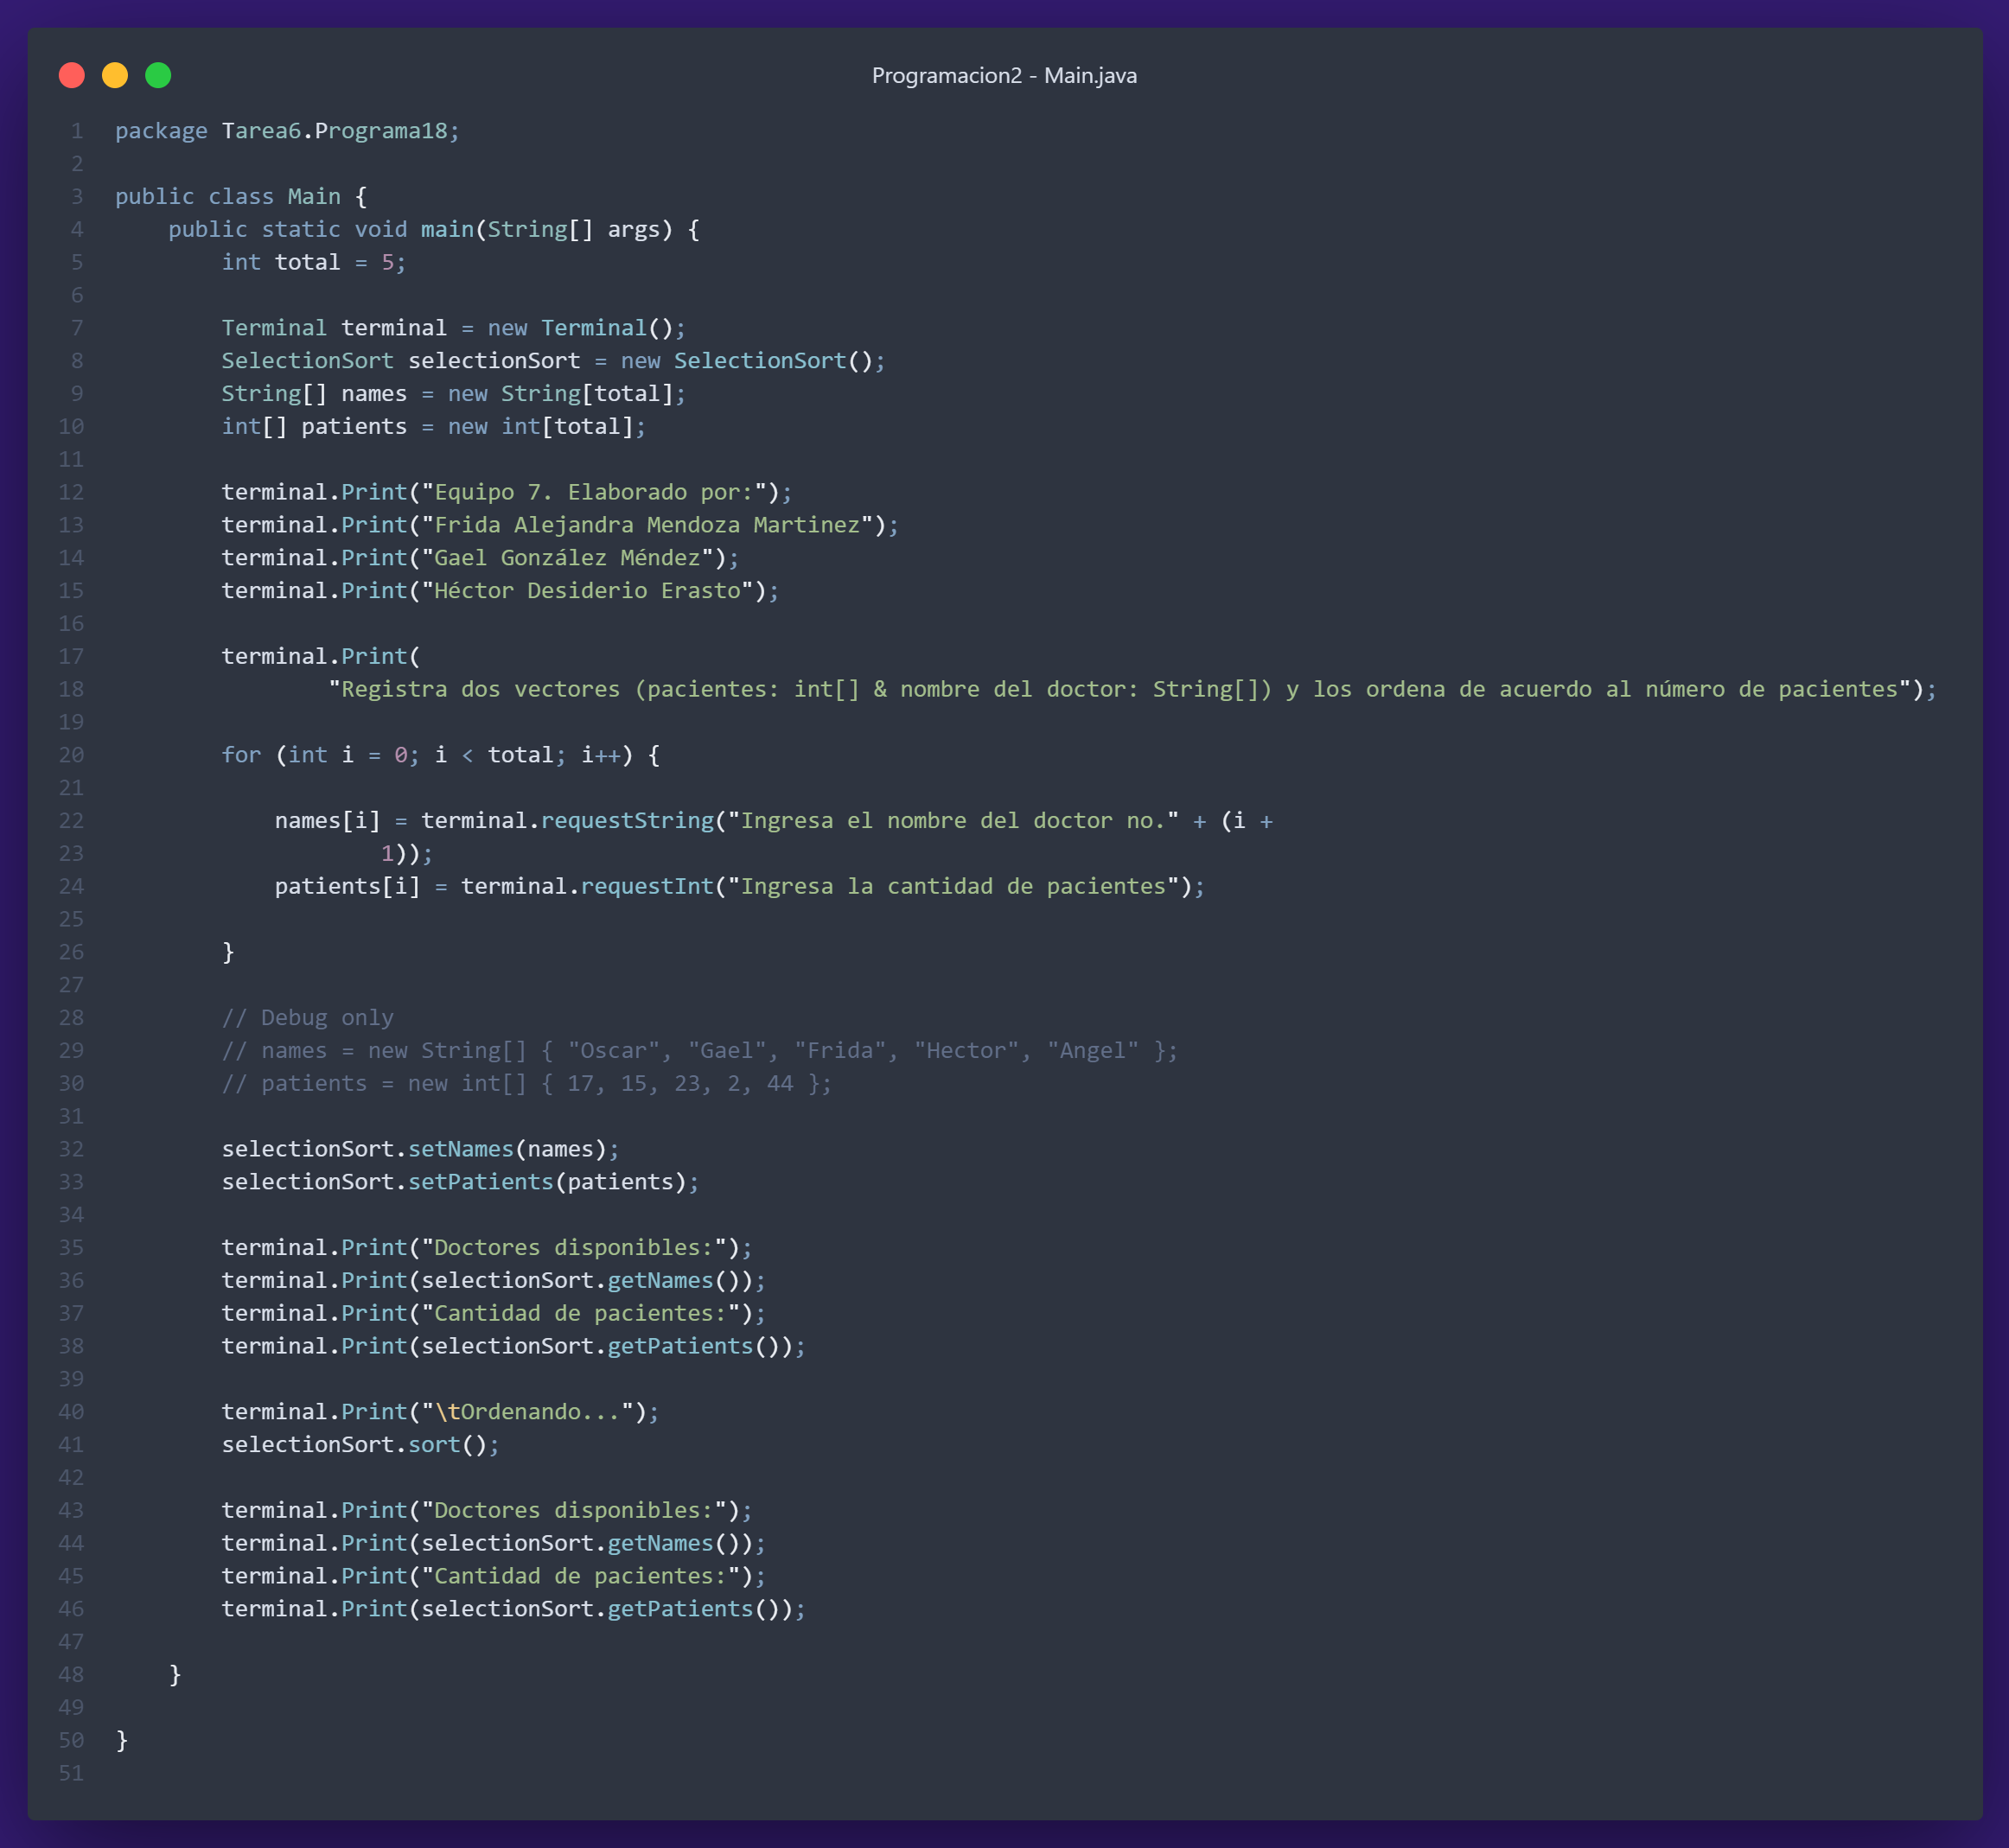 Programacion2 - Main.java
1 package Tarea6.Programa18;
2
3 public class Main {
4     public static void main(String[] args) {
5         int total = 5;
6
7         Terminal terminal = new Terminal();
8         SelectionSort selectionSort = new SelectionSort();
9         String[] names = new String[total];
10         int[] patients = new int[total];
11
12         terminal.Print("Equipo 7. Elaborado por:");
13         terminal.Print("Frida Alejandra Mendoza Martinez");
14         terminal.Print("Gael González Méndez");
15         terminal.Print("Héctor Desiderio Erasto");
16
17         terminal.Print(
18                 "Registra dos vectores (pacientes: int[] & nombre del doctor: String[]) y los ordena de acuerdo al número de pacientes");
19
20         for (int i = 0; i < total; i++) {
21
22             names[i] = terminal.requestString("Ingresa el nombre del doctor no." + (i +
23                     1));
24             patients[i] = terminal.requestInt("Ingresa la cantidad de pacientes");
25
26         }
27
28         // Debug only
29         // names = new String[] { "Oscar", "Gael", "Frida", "Hector", "Angel" };
30         // patients = new int[] { 17, 15, 23, 2, 44 };
31
32         selectionSort.setNames(names);
33         selectionSort.setPatients(patients);
34
35         terminal.Print("Doctores disponibles:");
36         terminal.Print(selectionSort.getNames());
37         terminal.Print("Cantidad de pacientes:");
38         terminal.Print(selectionSort.getPatients());
39
40         terminal.Print("\tOrdenando...");
41         selectionSort.sort();
42
43         terminal.Print("Doctores disponibles:");
44         terminal.Print(selectionSort.getNames());
45         terminal.Print("Cantidad de pacientes:");
46         terminal.Print(selectionSort.getPatients());
47
48     }
49
50 }
51